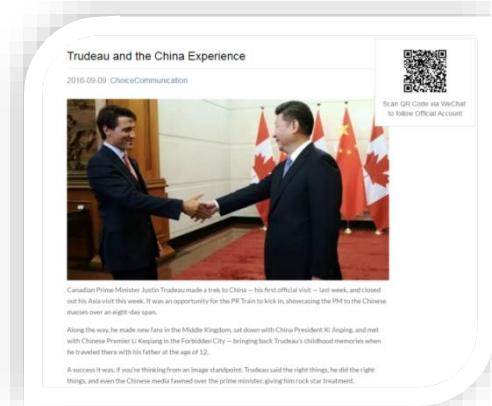 Trudeau and the China Experience
2016-09-09 ChoiceCommunication
Scan QR Code via WeChat
to follow Official Account
Canadian Prime Minister Justin Trudeau made a trek to China — his first official visit — last week, and closed
out his Asia visit this week. It was an opportunity for the PR Train to kick in, showcasing the PM to the Chinese
masses over an eight-day span.
Along the way, he made new fans in the Middle Kingdom, sat down with China President Xi Jinping, and met
with Chinese Premier Li Keqiang in the Forbidden City — bringing back Trudeau's childhood memories when
he traveled there with his father at the age of 12.
A success it was, if you're thinking from an image standpoint. Trudeau said the right things, he did the right
things, and even the Chinese media fawned over the prime minister, giving him rock star treatment.